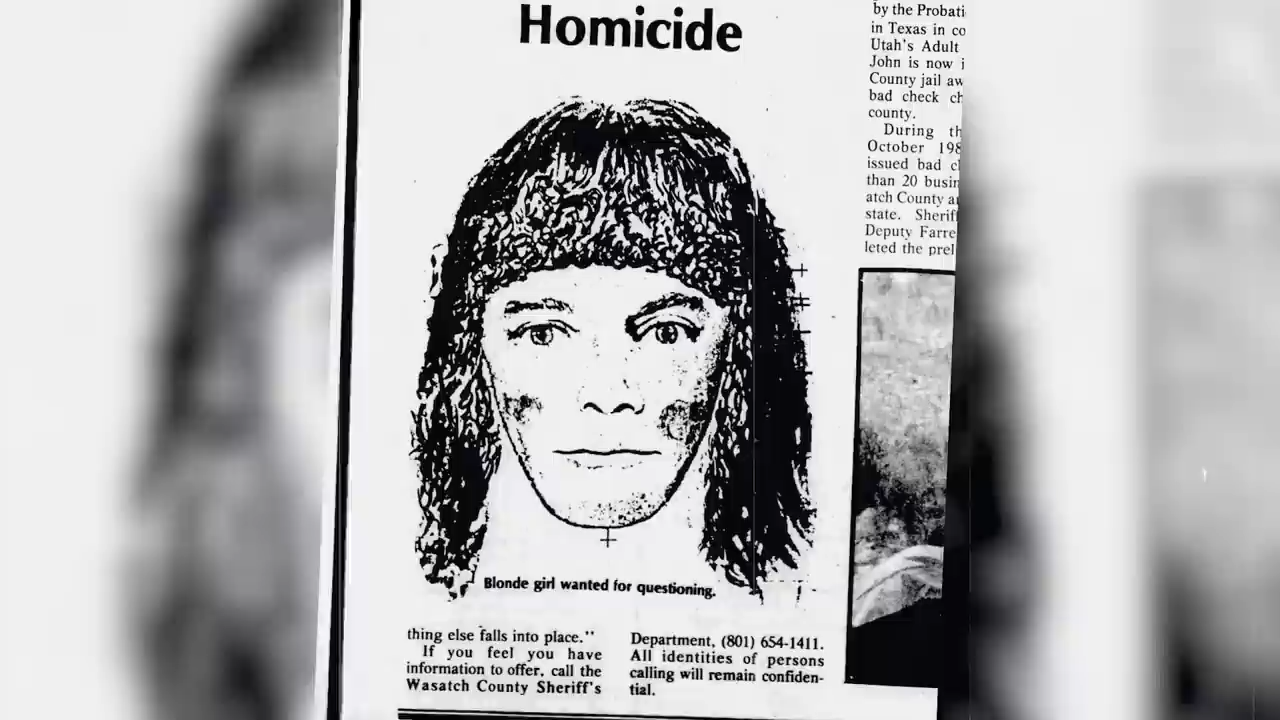 Homicide
Blonde girl wanted for questioning.
thing else falls into place."
If you feel you have
information to offer, call the
Wasatch County Sheriff's
Department, (801) 654-1411.
All identities of persons
calling will remain confiden-
tial.
by the Probati
in Texas in co
Utah's Adult
John is now i
County jail aw
bad check ch
county.
During th
October 198
issued bad cl
than 20 busin
atch County a
state. Sherif
Deputy Farre
leted the prel